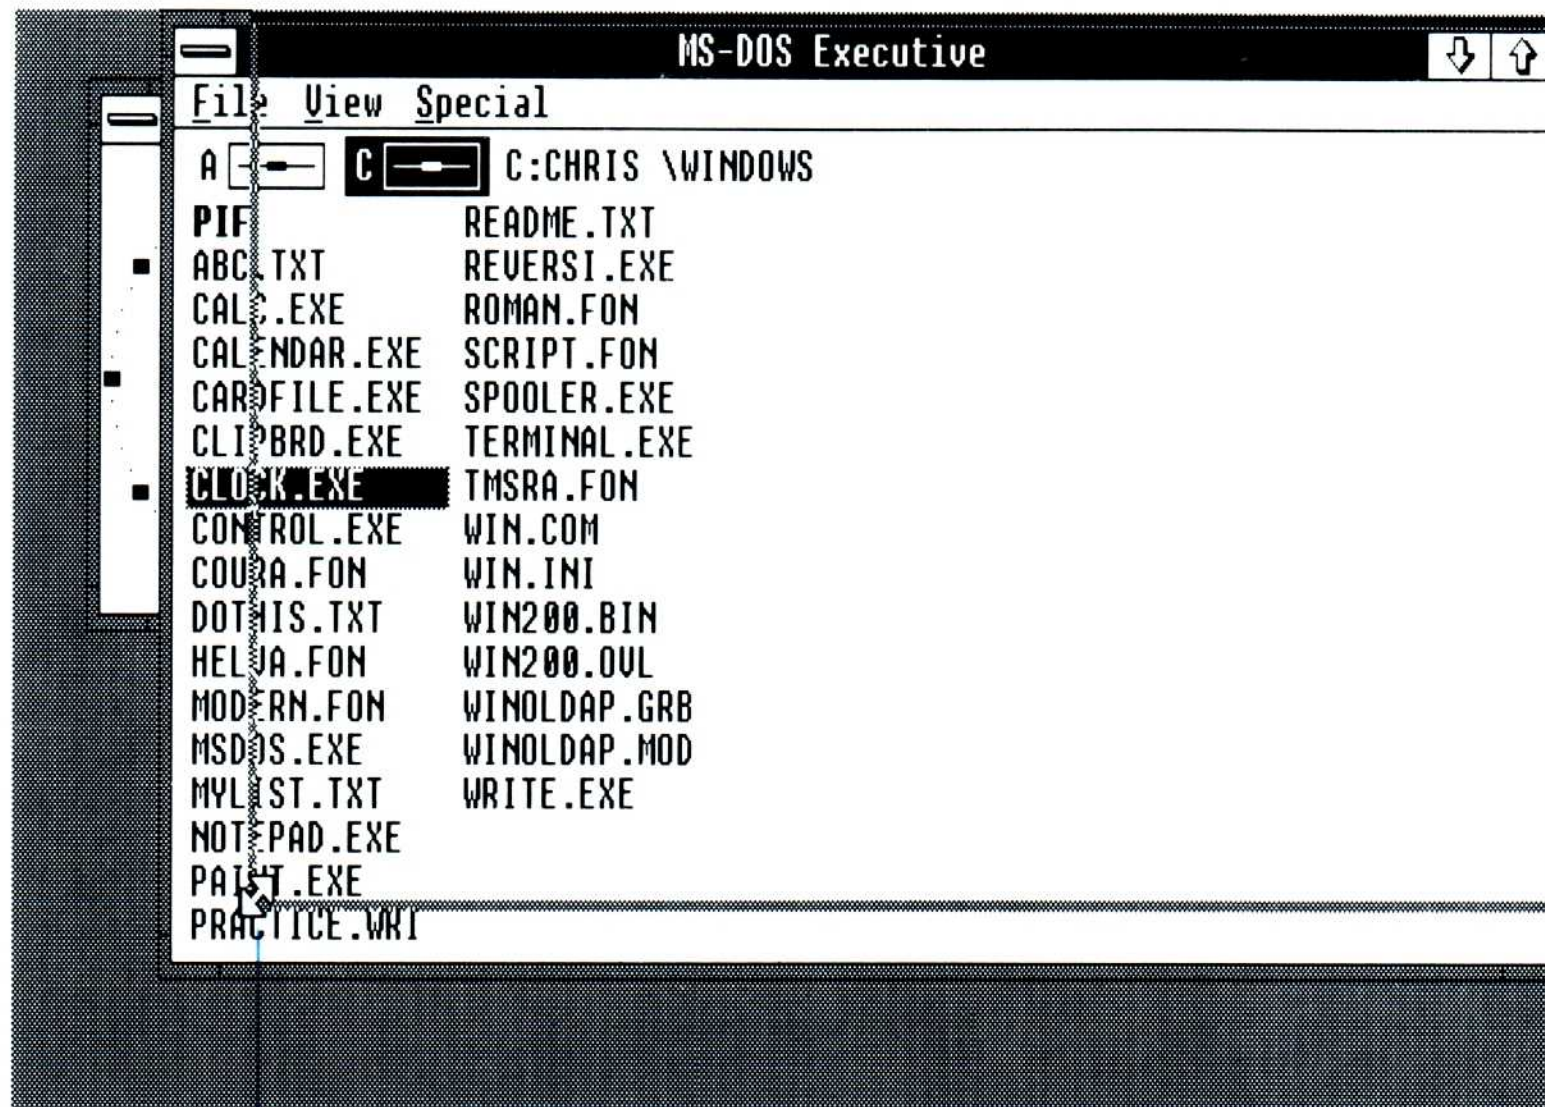 MS-DOS Executive
File View Special
A C C:CHRIS \WINDOWS
PIF
ABC.TXT
CALC.EXE
CALENDAR.EXE
CARDFILE.EXE
CLIPBRD.EXE
CLOCK.EXE
CONTROL.EXE
COURA.FON
DOTHIS.TXT
HELVA.FON
MODERN.FON
MSDOS.EXE
MYLIST.TXT
NOTEPAD.EXE
PAINT.EXE
PRACTICE.WRI
README.TXT
REVERSI.EXE
ROMAN.FON
SCRIPT.FON
SPOOLER.EXE
TERMINAL.EXE
TMSRA.FON
WIN.COM
WIN.INI
WIN200.BIN
WIN200.OVL
WINOLDAP.GRB
WINOLDAP.MOD
WRITE.EXE